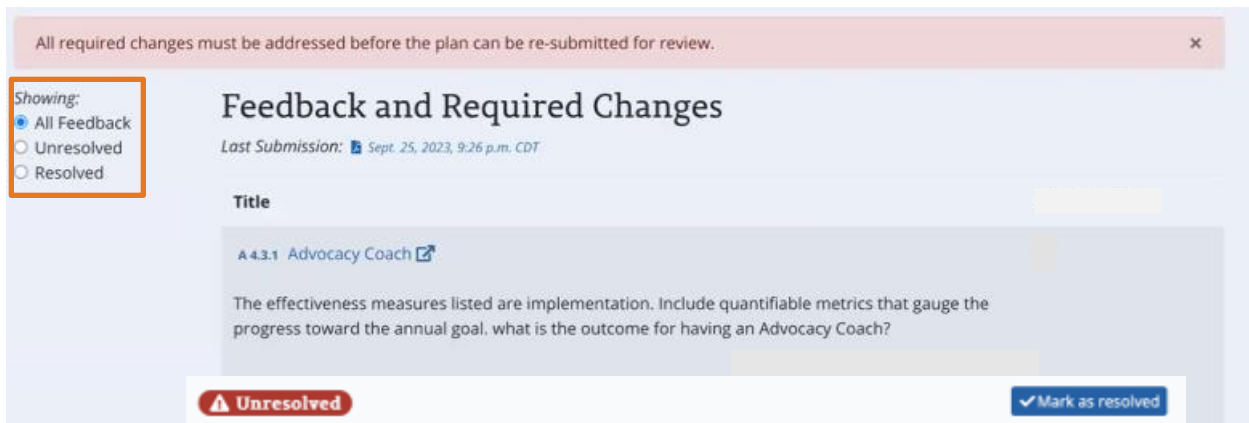 All required changes must be addressed before the plan can be re-submitted for review. ×
Showing:
All Feedback
Unresolved
Resolved
Feedback and Required Changes
Last Submission: Sept. 25, 2023, 9:26 p.m. CDT
Title
A 4.3.1 Advocacy Coach
The effectiveness measures listed are implementation. Include quantifiable metrics that gauge the
progress toward the annual goal. what is the outcome for having an Advocacy Coach?
Unresolved
Mark as resolved